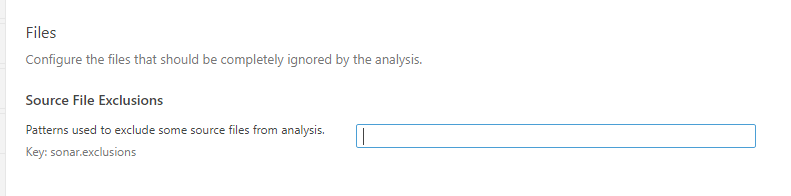 Files
Configure the files that should be completely ignored by the analysis.
Source File Exclusions
Patterns used to exclude some source files from analysis.
Key: sonar.exclusions